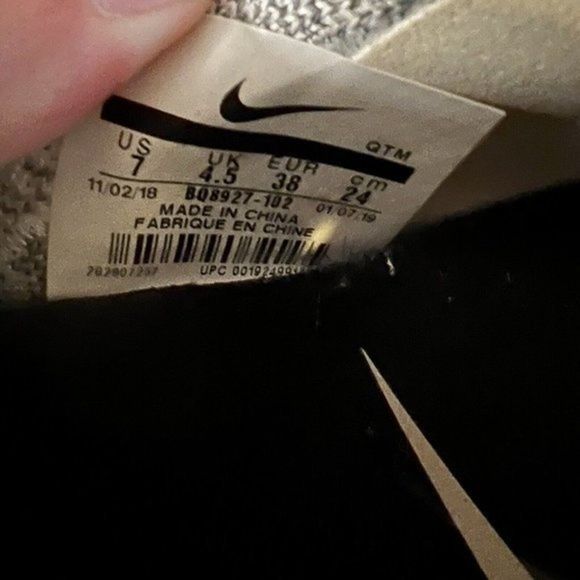 QTM
US UK EUR cm
7 4.5 38 24
11/02/18 BQ8927-102 01/07/19
MADE IN CHINA
FABRIQUE EN CHINE
UPC